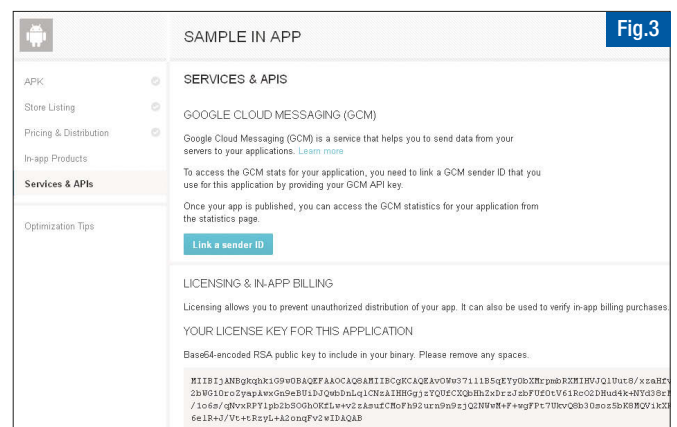 Fig.3
SAMPLE IN APP
APK
Store Listing
Pricing & Distribution
In-app Products
Services & APIs
Optimization Tips
SERVICES & APIS
GOOGLE CLOUD MESSAGING (GCM)
Google Cloud Messaging (GCM) is a service that helps you to send data from your
servers to your applications. Learn more
To access the GCM stats for your application, you need to link a GCM sender ID that you
use for this application by providing your GCM API key.
Once your app is published, you can access the GCM statistics for your application from
the statistics page.
Link a sender ID
LICENSING & IN-APP BILLING
Licensing allows you to prevent unauthorized distribution of your app. It can also be used to verify in-app billing purchases.
YOUR LICENSE KEY FOR THIS APPLICATION
Base64-encoded RSA public key to include in your binary. Please remove any spaces.